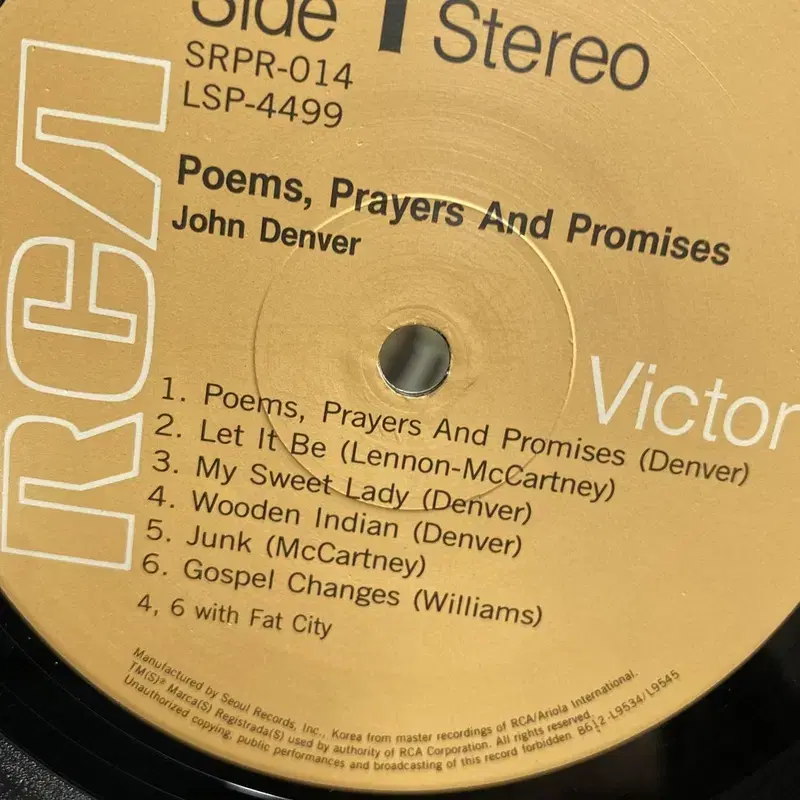 Side 1 Stereo
SRPR-014
LSP-4499
Poems, Prayers And Promises
John Denver
RCA
Victor
1. Poems, Prayers And Promises (Denver)
2. Let It Be (Lennon-McCartney)
3. My Sweet Lady (Denver)
4. Wooden Indian (Denver)
5. Junk (McCartney)
6. Gospel Changes (Williams)
4, 6 with Fat City
Manufactured by Seoul Records, Inc., Korea from master recordings of RCA/Ariola International.
TM(S)® Marca(S) Registrada(S) used by authority of RCA Corporation. All rights reserved.
Unauthorized copying, public performances and broadcasting of this record forbidden. B612·L9534/L9545